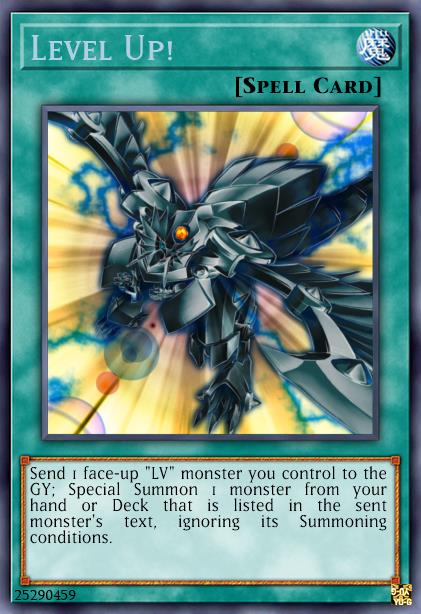 Level Up!
魔
[Spell Card]
Send 1 face-up "LV" monster you control to the
GY; Special Summon 1 monster from your
hand or Deck that is listed in the sent
monster's text, ignoring its Summoning
conditions.
25290459